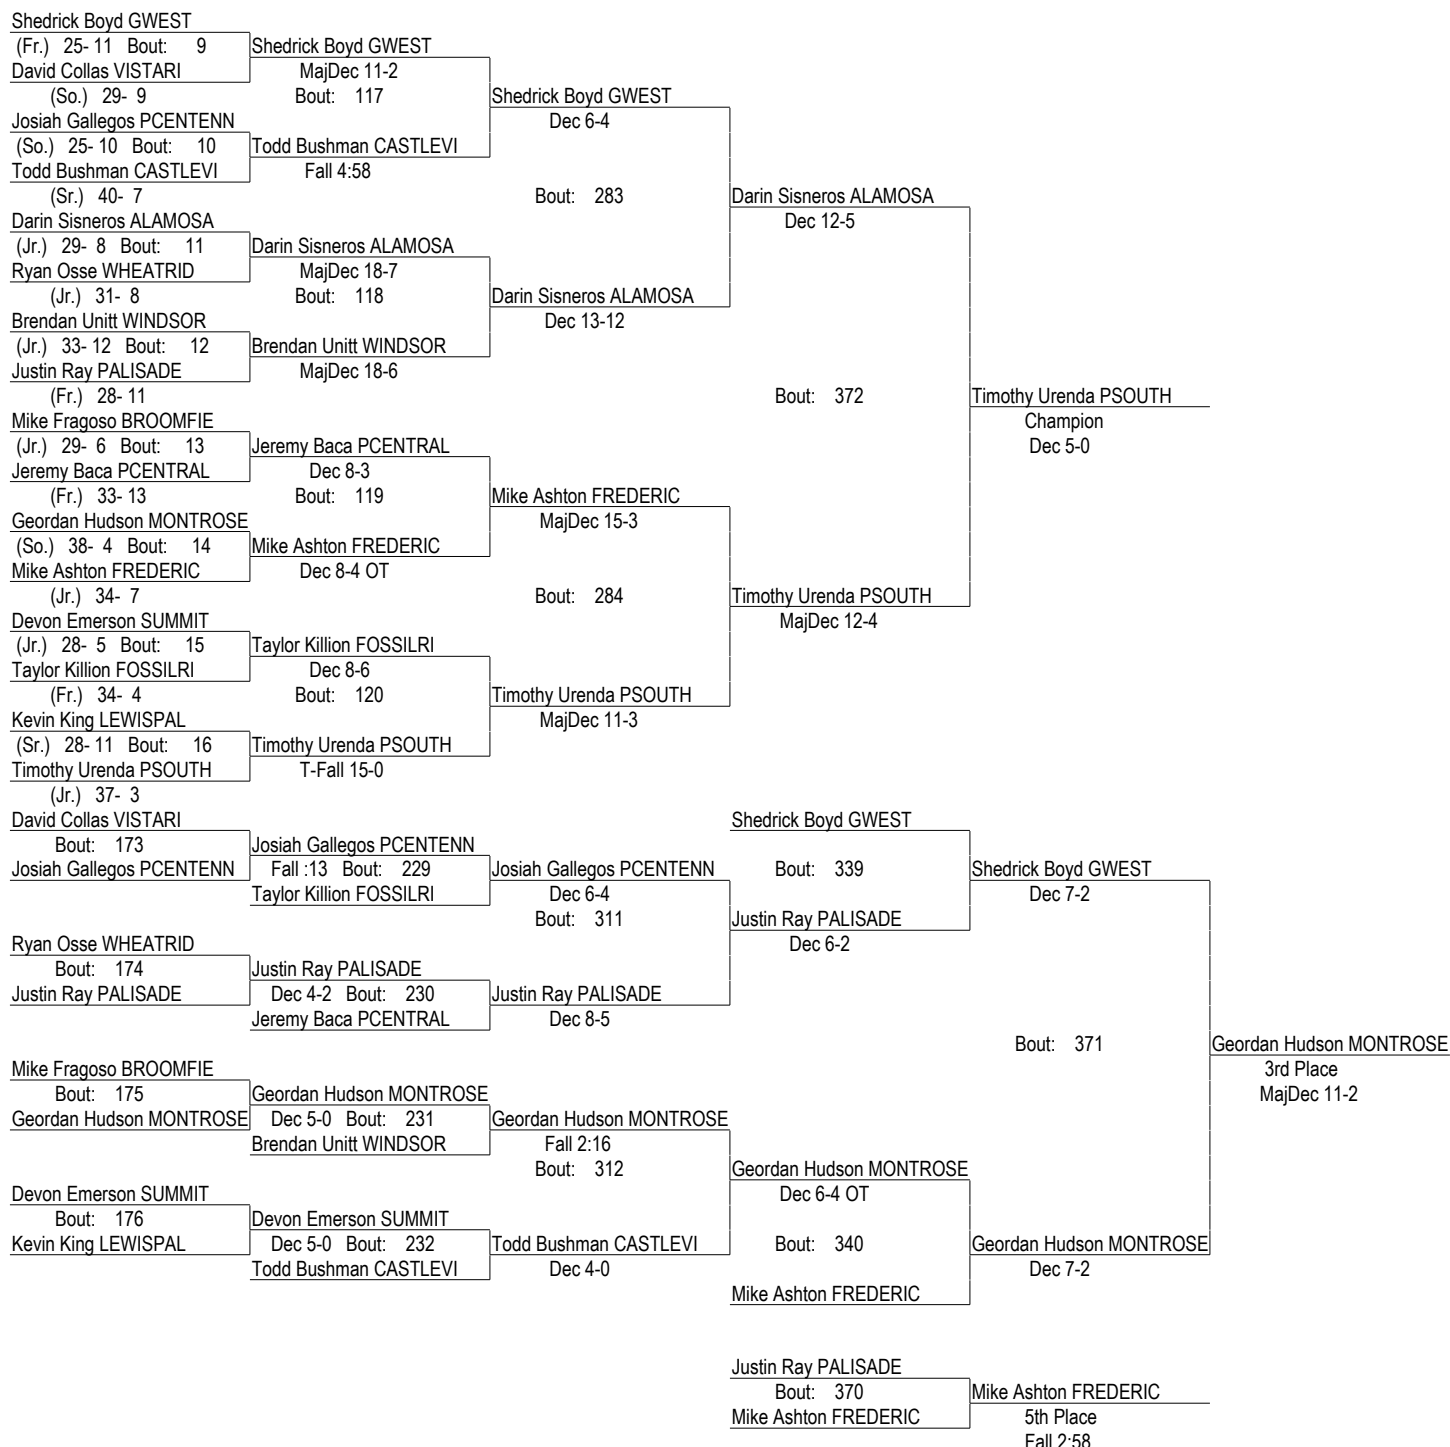 Shedrick Boyd GWEST
(Fr.) 25- 11 Bout: 9
Shedrick Boyd GWEST
David Collas VISTARI
MajDec 11-2
(So.) 29- 9
Bout: 117
Shedrick Boyd GWEST
Josiah Gallegos PCENTENN
Dec 6-4
(So.) 25- 10 Bout: 10
Todd Bushman CASTLEVI
Todd Bushman CASTLEVI
Fall 4:58
(Sr.) 40- 7
Bout: 283
Darin Sisneros ALAMOSA
Darin Sisneros ALAMOSA
Dec 12-5
(Jr.) 29- 8 Bout: 11
Darin Sisneros ALAMOSA
Ryan Osse WHEATRID
MajDec 18-7
(Jr.) 31- 8
Bout: 118
Darin Sisneros ALAMOSA
Brendan Unitt WINDSOR
Dec 13-12
(Jr.) 33- 12 Bout: 12
Brendan Unitt WINDSOR
Justin Ray PALISADE
MajDec 18-6
(Fr.) 28- 11
Bout: 372
Timothy Urenda PSOUTH
Mike Fragoso BROOMFIE
Champion
(Jr.) 29- 6 Bout: 13
Jeremy Baca PCENTRAL
Dec 5-0
Jeremy Baca PCENTRAL
Dec 8-3
(Fr.) 33- 13
Bout: 119
Mike Ashton FREDERIC
Geordan Hudson MONTROSE
MajDec 15-3
(So.) 38- 4 Bout: 14
Mike Ashton FREDERIC
Mike Ashton FREDERIC
Dec 8-4 OT
(Jr.) 34- 7
Bout: 284
Timothy Urenda PSOUTH
Devon Emerson SUMMIT
MajDec 12-4
(Jr.) 28- 5 Bout: 15
Taylor Killion FOSSILRI
Taylor Killion FOSSILRI
Dec 8-6
(Fr.) 34- 4
Bout: 120
Timothy Urenda PSOUTH
Kevin King LEWISPAL
MajDec 11-3
(Sr.) 28- 11 Bout: 16
Timothy Urenda PSOUTH
Timothy Urenda PSOUTH
T-Fall 15-0
(Jr.) 37- 3
David Collas VISTARI
Shedrick Boyd GWEST
Bout: 173
Josiah Gallegos PCENTENN
Josiah Gallegos PCENTENN
Fall :13 Bout: 229
Josiah Gallegos PCENTENN
Bout: 339
Shedrick Boyd GWEST
Taylor Killion FOSSILRI
Dec 6-4
Dec 7-2
Bout: 311
Justin Ray PALISADE
Ryan Osse WHEATRID
Dec 6-2
Bout: 174
Justin Ray PALISADE
Justin Ray PALISADE
Dec 4-2 Bout: 230
Justin Ray PALISADE
Jeremy Baca PCENTRAL
Dec 8-5
Bout: 371
Geordan Hudson MONTROSE
Mike Fragoso BROOMFIE
3rd Place
Bout: 175
Geordan Hudson MONTROSE
MajDec 11-2
Geordan Hudson MONTROSE
Dec 5-0 Bout: 231
Geordan Hudson MONTROSE
Brendan Unitt WINDSOR
Fall 2:16
Bout: 312
Geordan Hudson MONTROSE
Devon Emerson SUMMIT
Dec 6-4 OT
Bout: 176
Devon Emerson SUMMIT
Kevin King LEWISPAL
Dec 5-0 Bout: 232
Todd Bushman CASTLEVI
Bout: 340
Geordan Hudson MONTROSE
Todd Bushman CASTLEVI
Dec 4-0
Dec 7-2
Mike Ashton FREDERIC
Justin Ray PALISADE
Bout: 370
Mike Ashton FREDERIC
Mike Ashton FREDERIC
5th Place
Fall 2:58